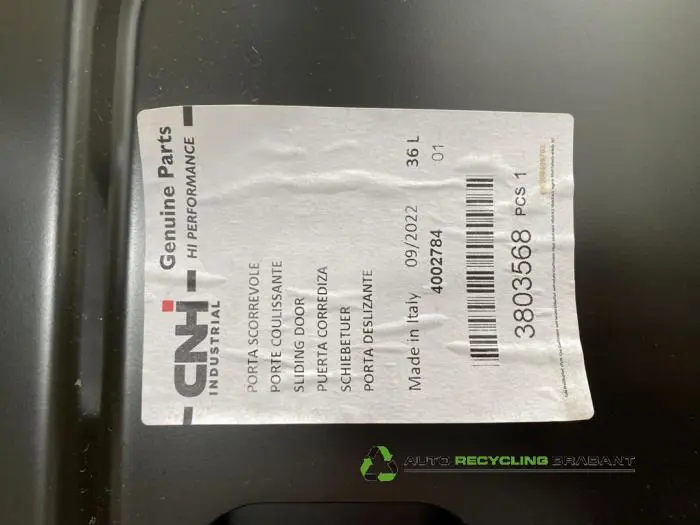 CNH
INDUSTRIAL
Genuine Parts
HI PERFORMANCE
PORTA SCORREVOLE
PORTE COULISSANTE
SLIDING DOOR
PUERTA CORREDIZA
SCHIEBETUER
PORTA DESLIZANTE
Made in Italy 09/2022 36 L
4002784 01
3803568 PCS 1
AUTO RECYCLING BRABANT